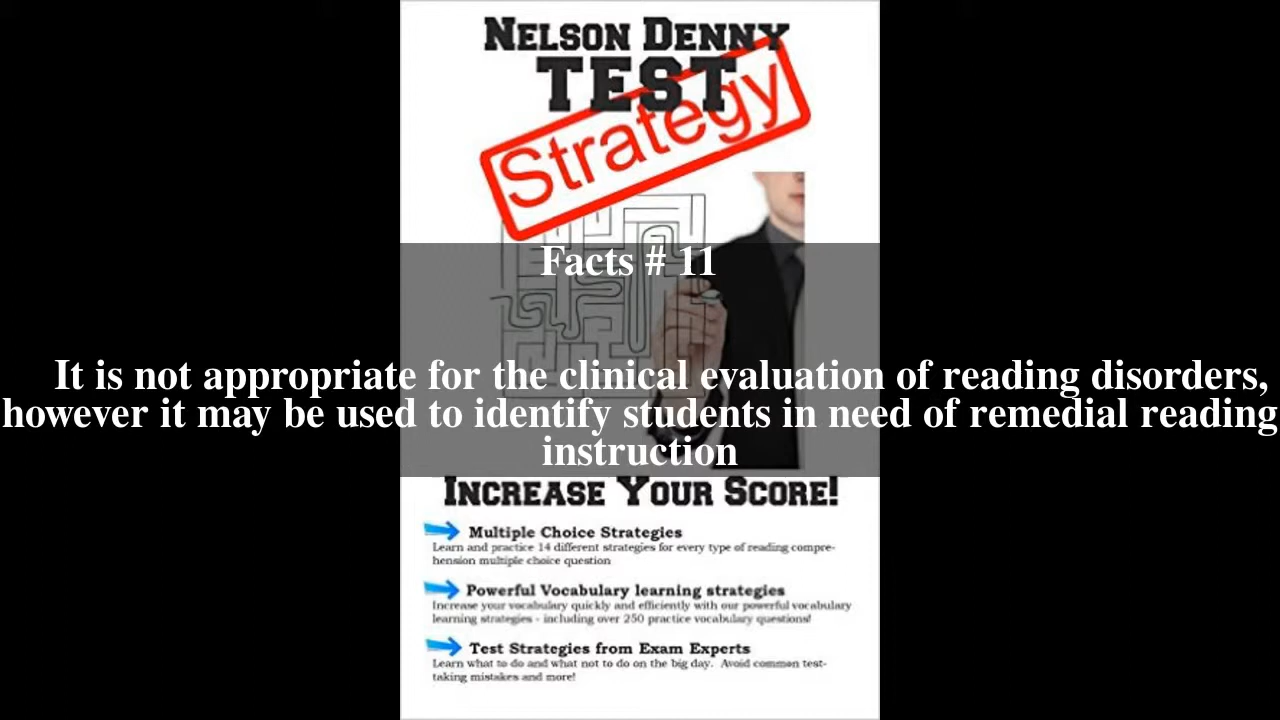 NELSON DENNY
TEST
Strategy
Facts # 11
It is not appropriate for the clinical evaluation of reading disorders,
however it may be used to identify students in need of remedial reading
instruction
INCREASE YOUR SCORE!
Multiple Choice Strategies
Learn and practice 14 different strategies for every type of reading compre-
hension multiple choice question
Powerful Vocabulary learning strategies
Increase your vocabulary quickly and efficiently with our powerful vocabulary
learning strategies - including over 250 practice vocabulary questions!
Test Strategies from Exam Experts
Learn what to do and what not to do on the big day. Avoid common test-
taking mistakes and more!